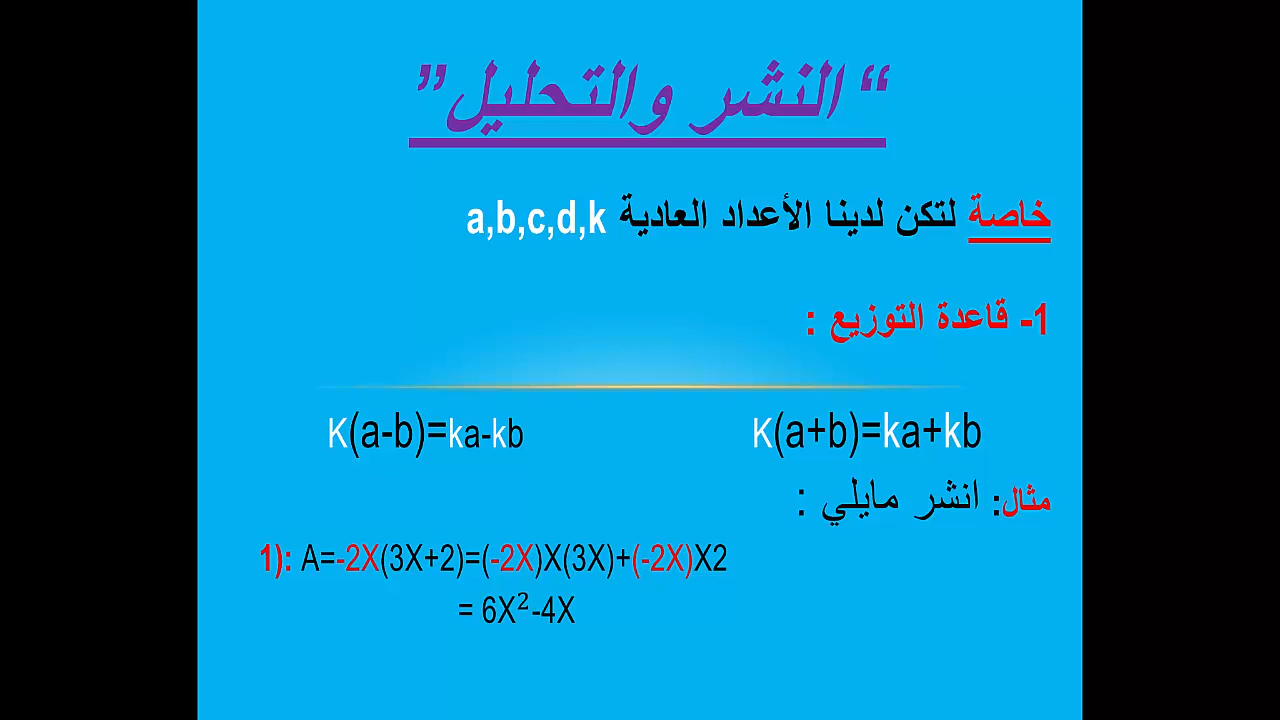 “النشر والتحليل”
خاصة لتكن لدينا الأعداد العادية a,b,c,d,k
1- قاعدة التوزيع :
K(a+b)=ka+kb
K(a-b)=ka-kb
مثال: انشر مايلي :
1): A=-2X(3X+2)=(-2X)X(3X)+(-2X)X2
= 6X²-4X